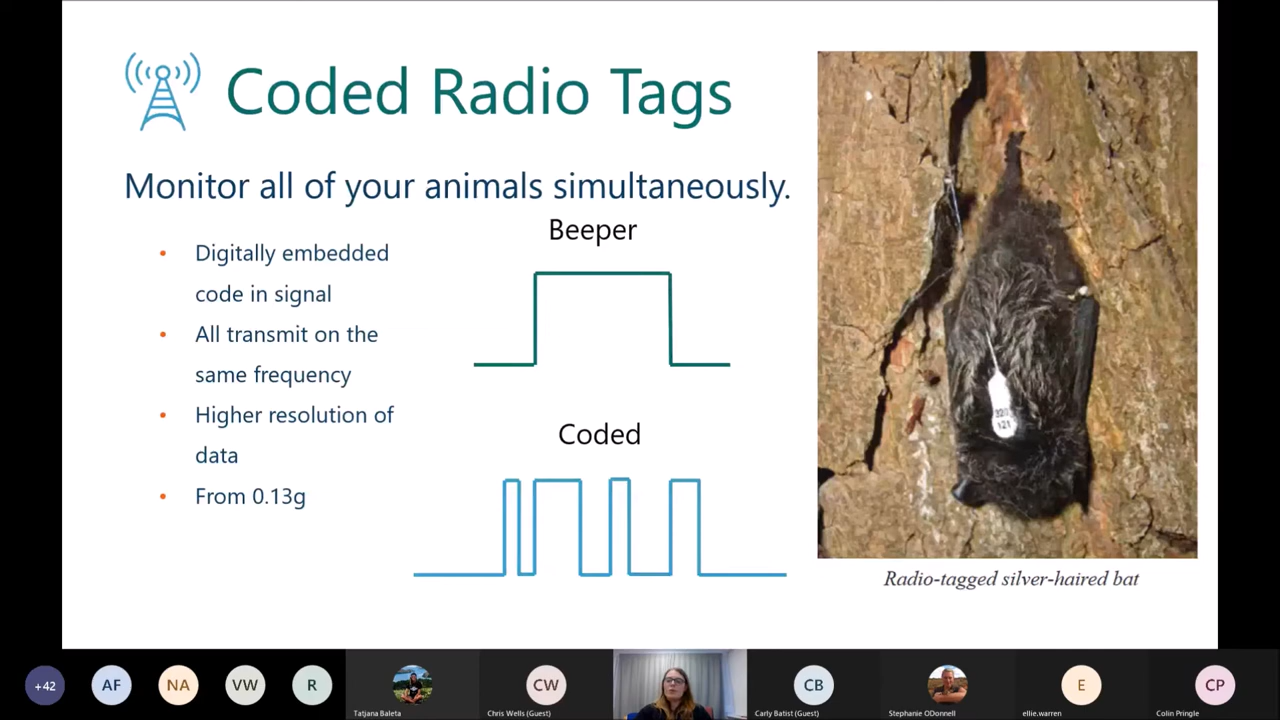 Coded Radio Tags
Monitor all of your animals simultaneously.
• Digitally embedded
code in signal
• All transmit on the
same frequency
• Higher resolution of
data
• From 0.13g
Beeper
Coded
320
121
Radio-tagged silver-haired bat
+42
AF
NA
VW
R
Tatjana Baleta
CW
Chris Wells (Guest)
CB
Carly Batist (Guest)
Stephanie ODonnell
E
ellie.warren
CP
Colin Pringle